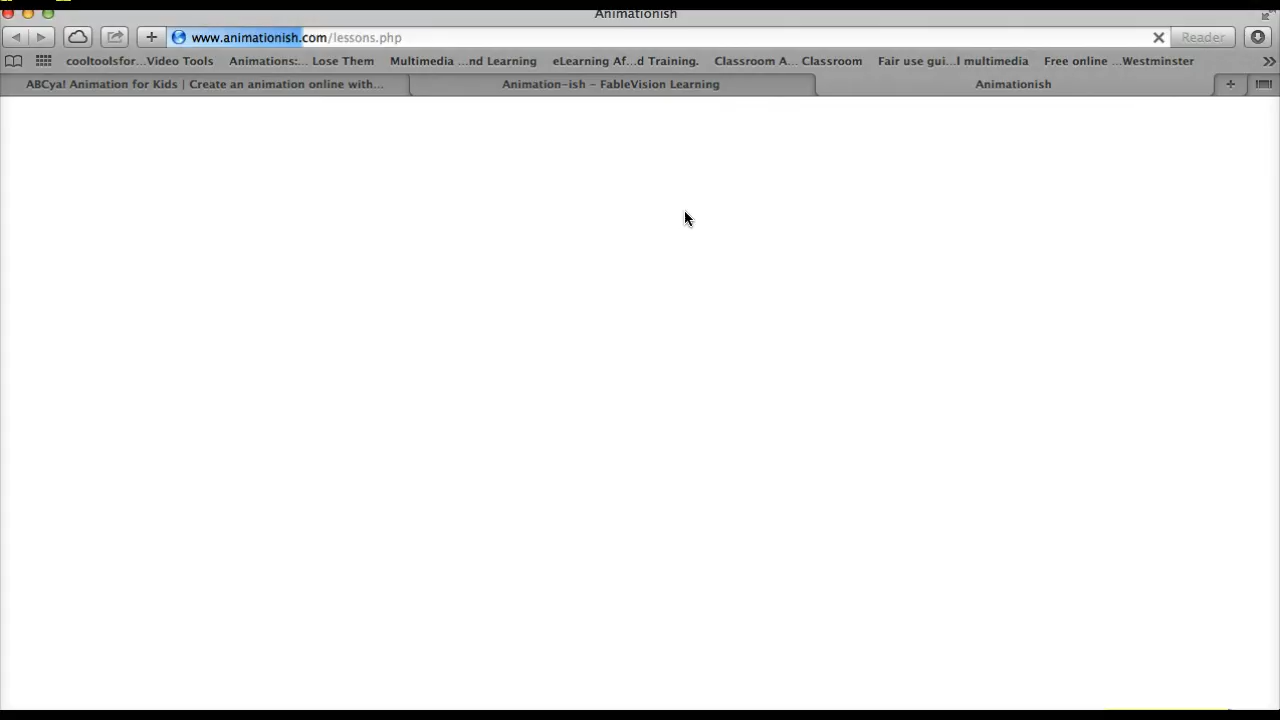 Animationish
www.animationish.com/lessons.php
Reader
cooltoolsfor...Video Tools Animations:... Lose Them Multimedia ...nd Learning eLearning Af...d Training. Classroom A... Classroom Fair use gui...l multimedia Free online ...Westminster
ABCya! Animation for Kids | Create an animation online with... Animation-ish - FableVision Learning Animationish